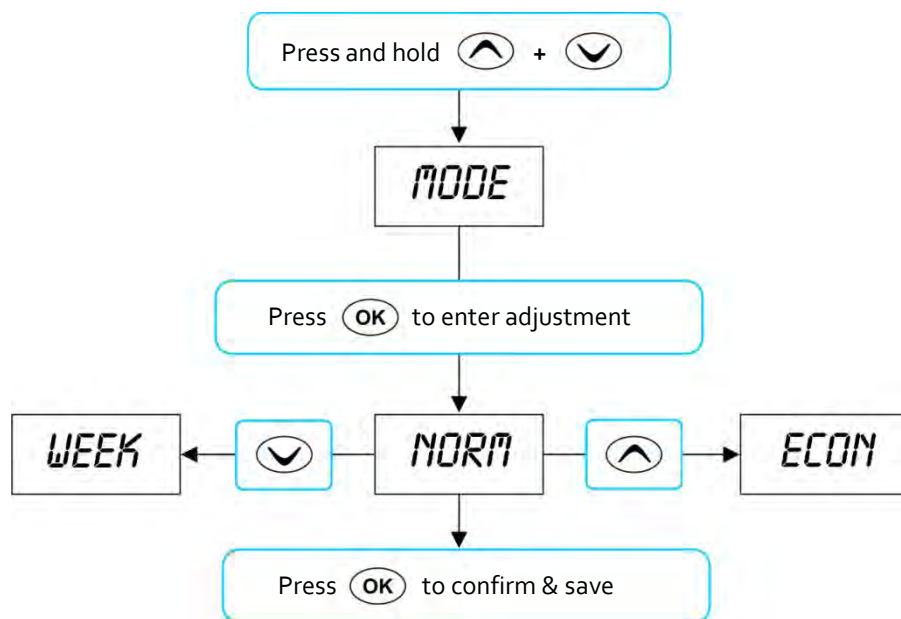 Press and hold +
MODE
Press OK to enter adjustment
WEEK NORM ECON
Press OK to confirm & save